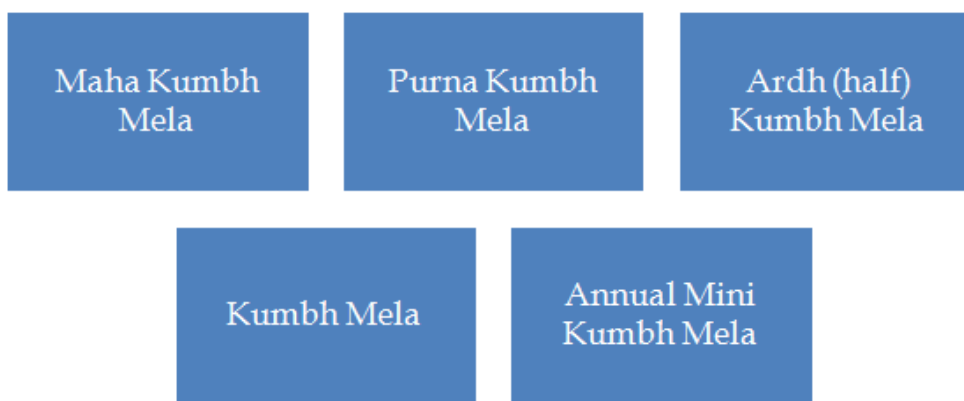 Maha Kumbh
Mela
Purna Kumbh
Mela
Ardh (half)
Kumbh Mela
Kumbh Mela
Annual Mini
Kumbh Mela